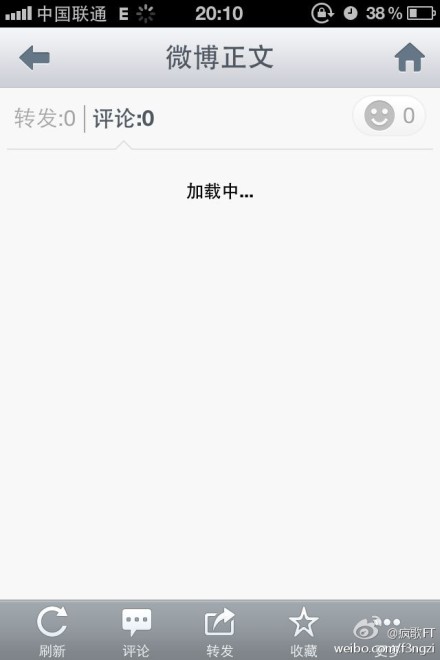 中国联通 E 20:10 38%
微博正文
转发:0 评论:0 0
加载中...
刷新 评论 转发 收藏
@疯歌FT
weibo.com/f3ngzi